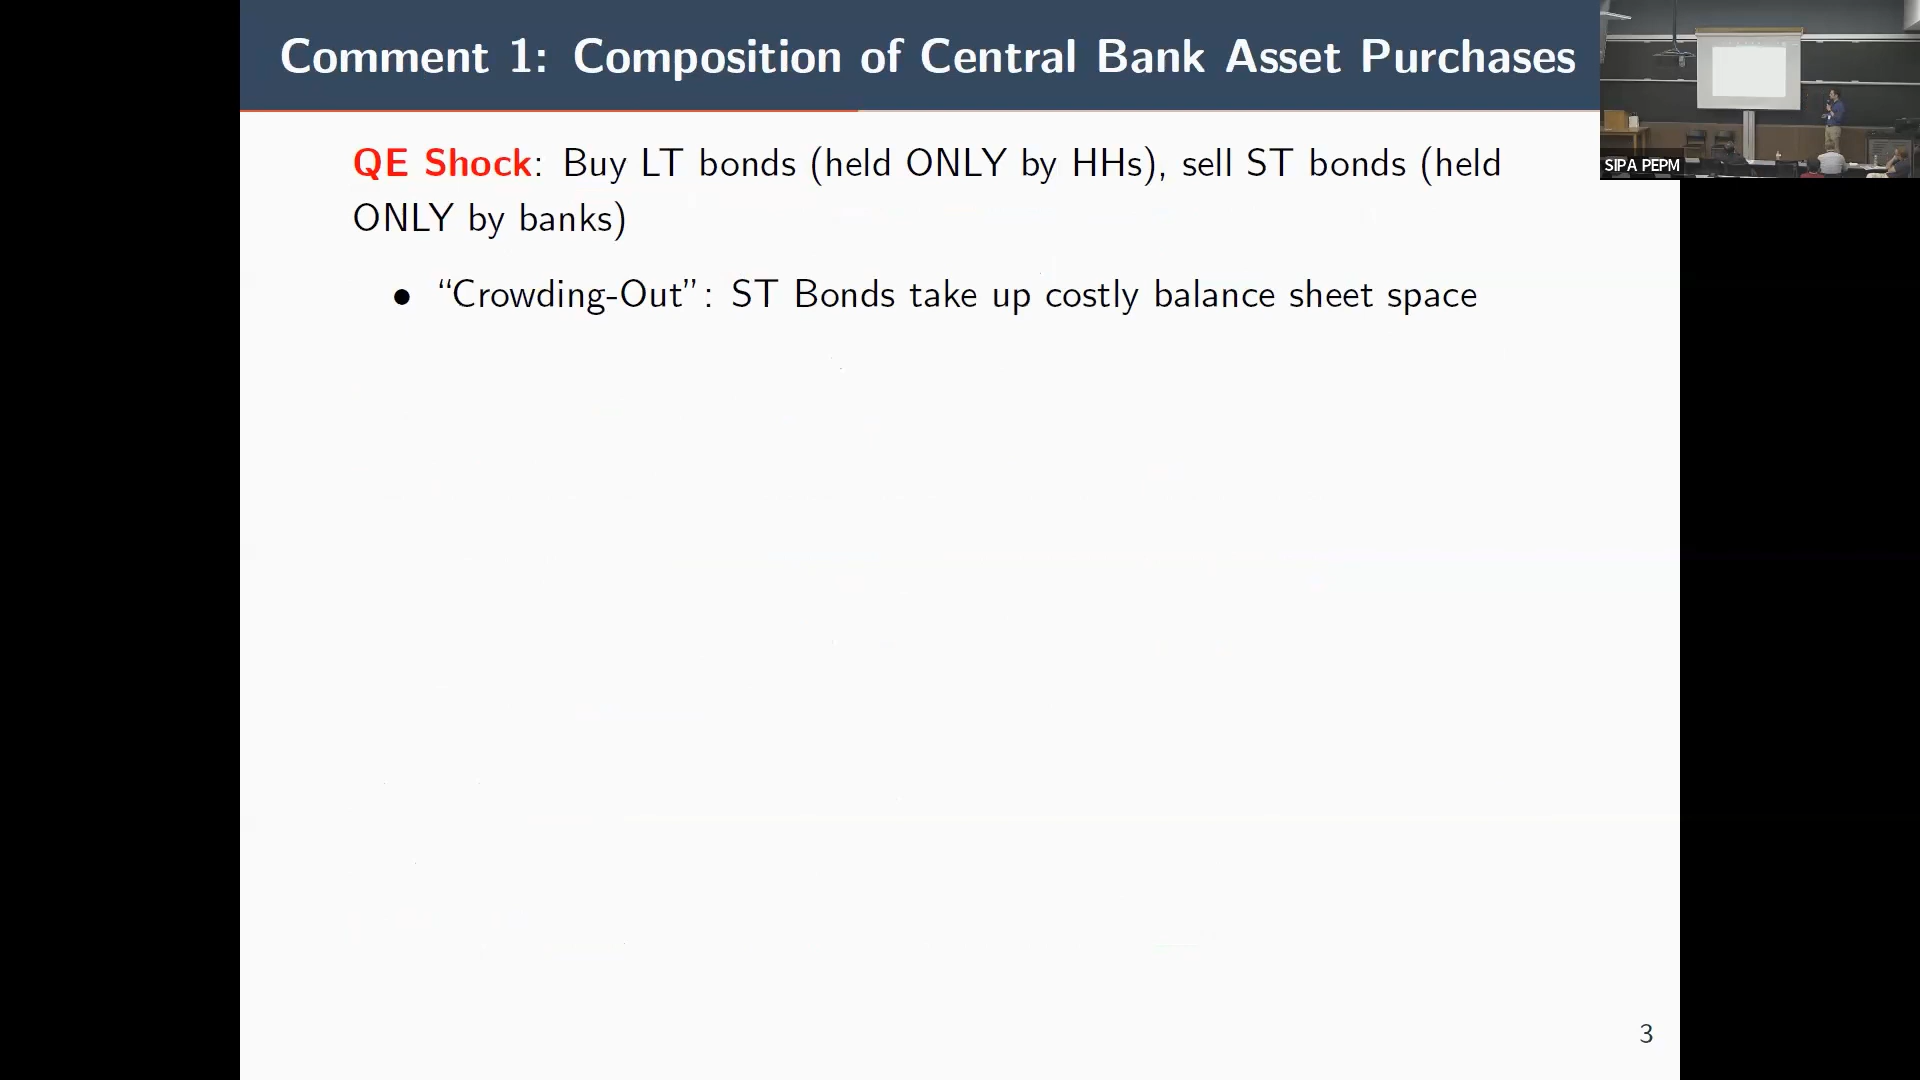 Comment 1: Composition of Central Bank Asset Purchases
SIPA PEPM
QE Shock: Buy LT bonds (held ONLY by HHs), sell ST bonds (held
ONLY by banks)
• “Crowding-Out”: ST Bonds take up costly balance sheet space
3